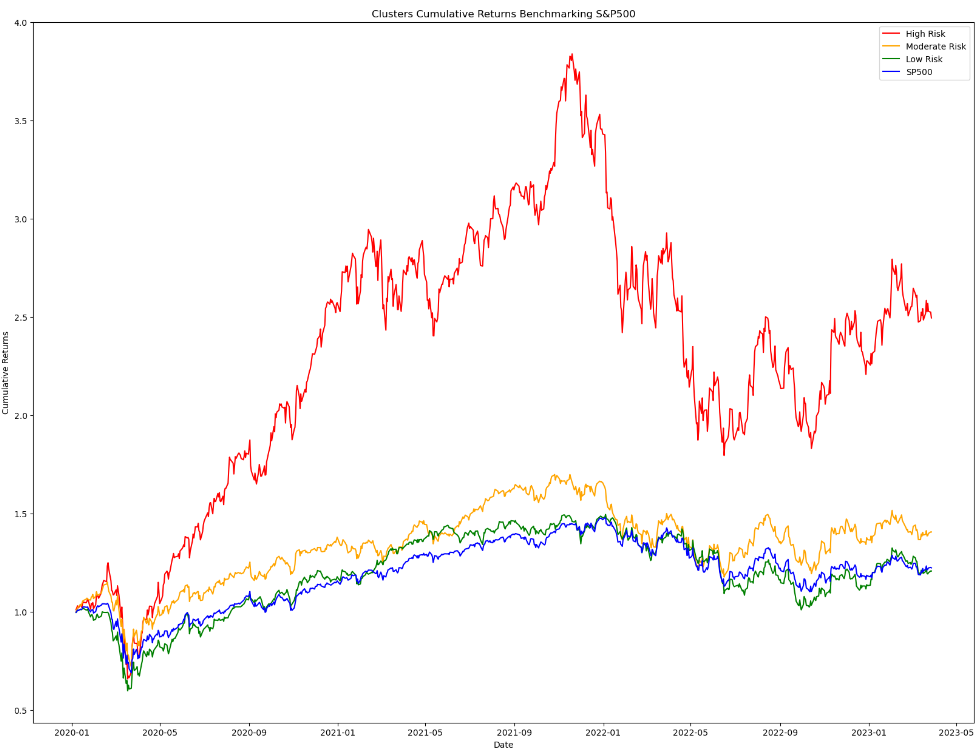 Clusters Cumulative Returns Benchmarking S&P500
High Risk
Moderate Risk
Low Risk
SP500
Cumulative Returns
4.0
3.5
3.0
2.5
2.0
1.5
1.0
0.5
2020-01 2020-05 2020-09 2021-01 2021-05 2021-09 2022-01 2022-05 2022-09 2023-01 2023-05
Date